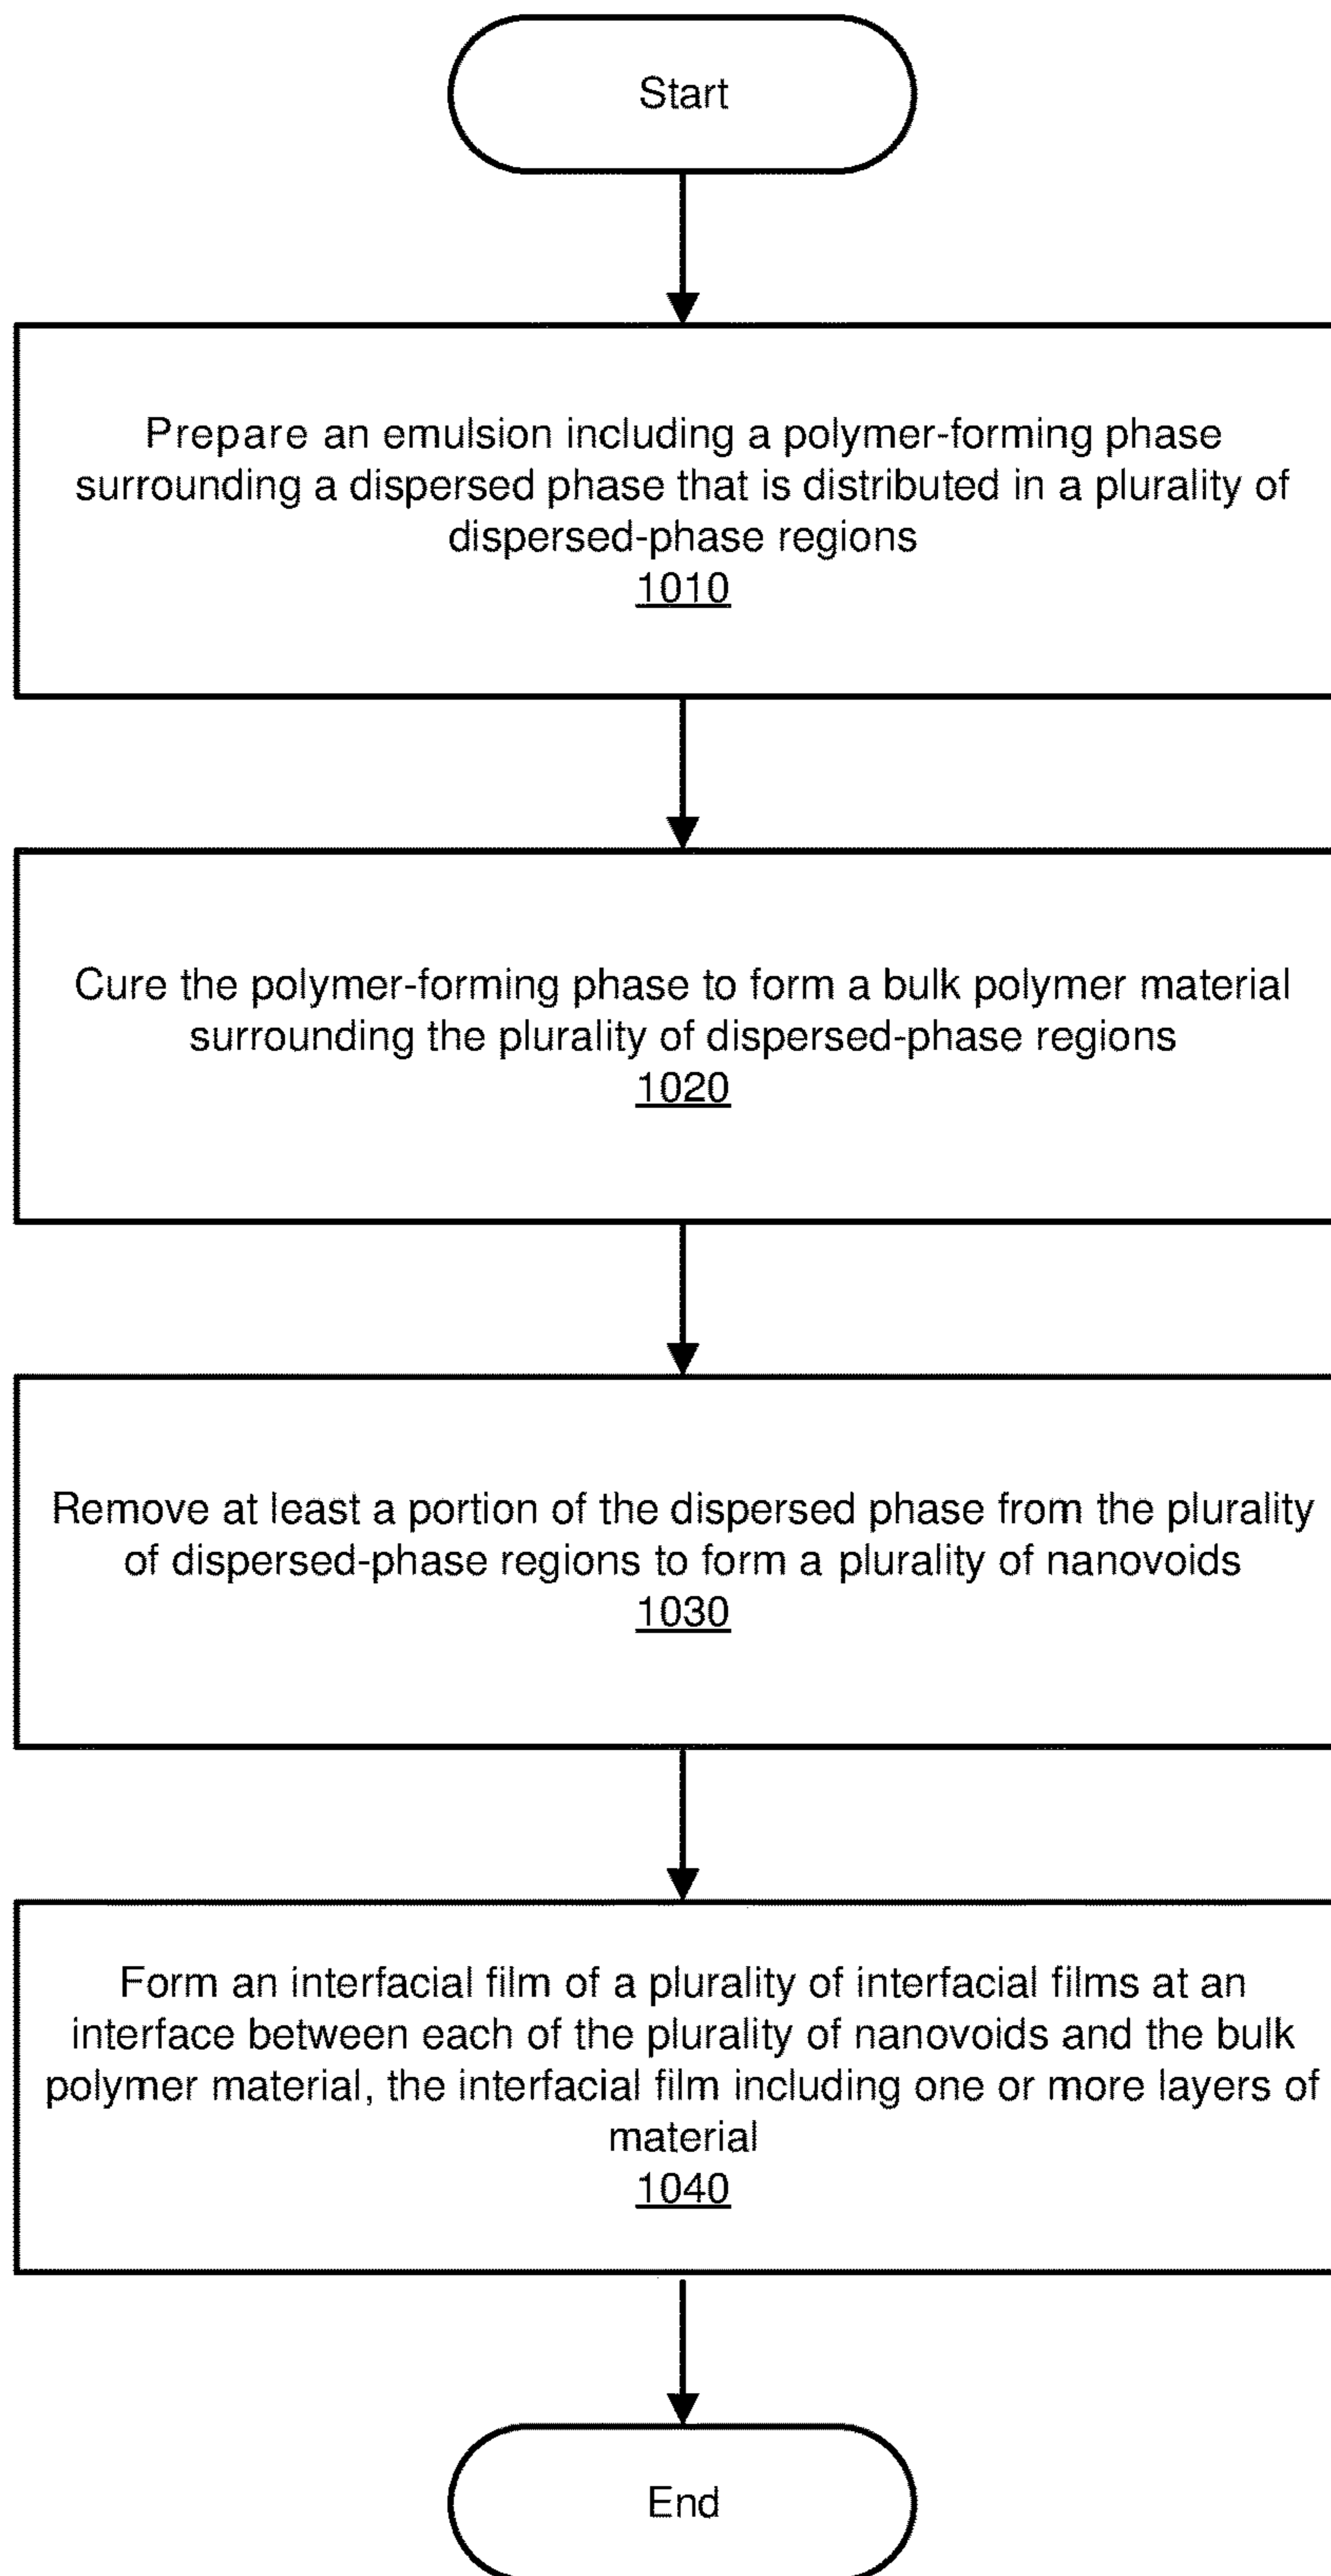 Start
Prepare an emulsion including a polymer-forming phase
surrounding a dispersed phase that is distributed in a plurality of
dispersed-phase regions
1010
Cure the polymer-forming phase to form a bulk polymer material
surrounding the plurality of dispersed-phase regions
1020
Remove at least a portion of the dispersed phase from the plurality
of dispersed-phase regions to form a plurality of nanovoids
1030
Form an interfacial film of a plurality of interfacial films at an
interface between each of the plurality of nanovoids and the bulk
polymer material, the interfacial film including one or more layers of
material
1040
End